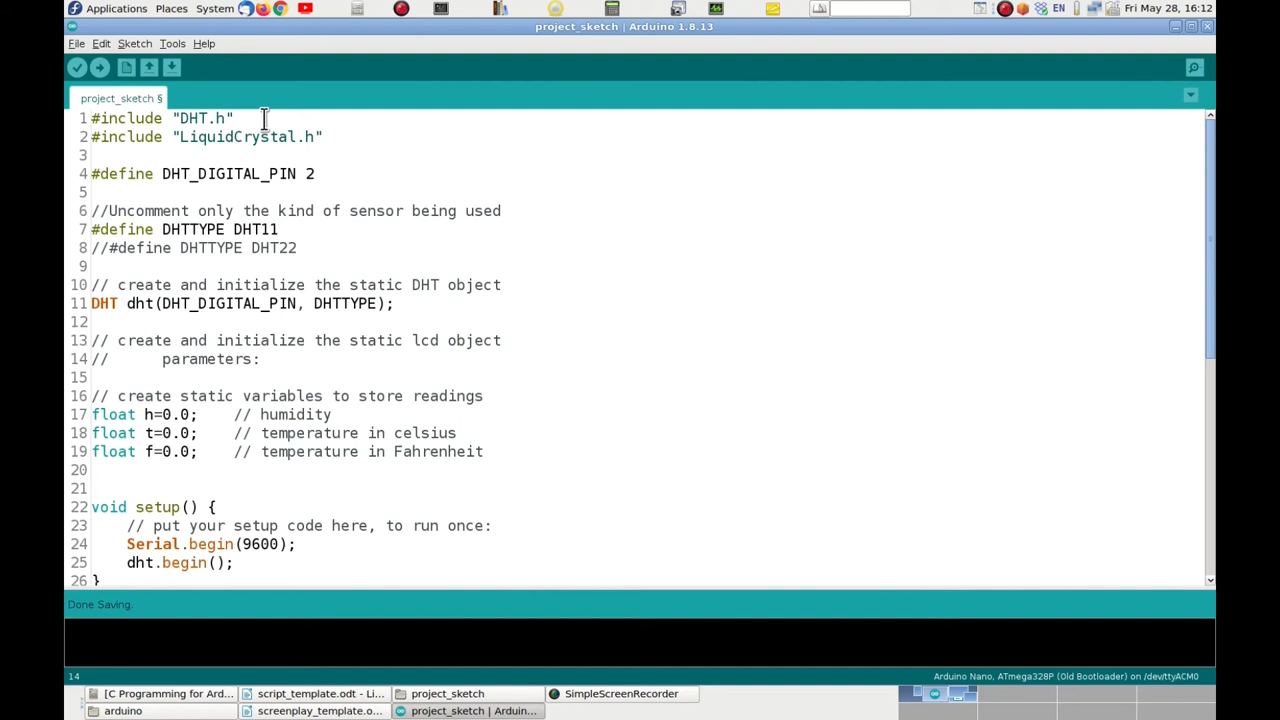 Applications Places System EN Fri May 28, 16:12
project_sketch | Arduino 1.8.13
File Edit Sketch Tools Help
project_sketch §
1 #include "DHT.h"
2 #include "LiquidCrystal.h"
3
4 #define DHT_DIGITAL_PIN 2
5
6 //Uncomment only the kind of sensor being used
7 #define DHTTYPE DHT11
8 //#define DHTTYPE DHT22
9
10 // create and initialize the static DHT object
11 DHT dht(DHT_DIGITAL_PIN, DHTTYPE);
12
13 // create and initialize the static lcd object
14 // parameters:
15
16 // create static variables to store readings
17 float h=0.0; // humidity
18 float t=0.0; // temperature in celsius
19 float f=0.0; // temperature in Fahrenheit
20
21
22 void setup() {
23 // put your setup code here, to run once:
24 Serial.begin(9600);
25 dht.begin();
26 }
Done Saving.
14 Arduino Nano, ATmega328P (Old Bootloader) on /dev/ttyACM0
[C Programming for Ard... script_template.odt - Li... project_sketch SimpleScreenRecorder
arduino screenplay_template.o... project_sketch | Arduin...